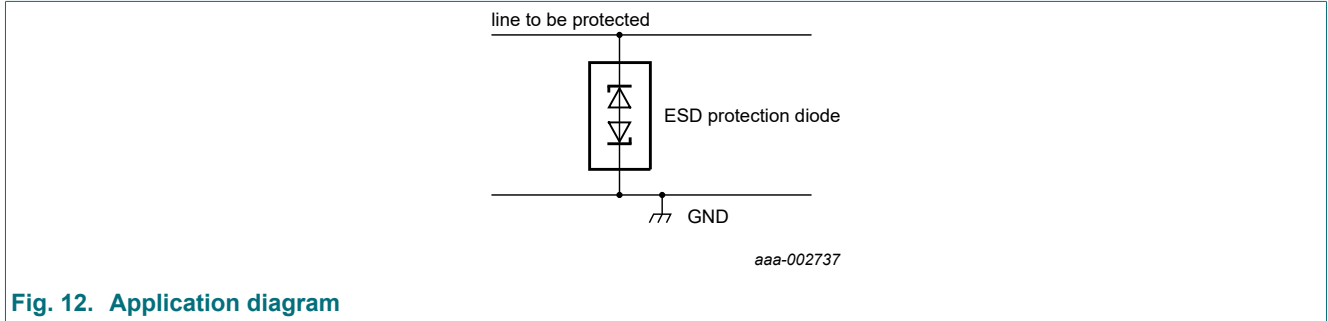 line to be protected
ESD protection diode
GND
aaa-002737
Fig. 12. Application diagram